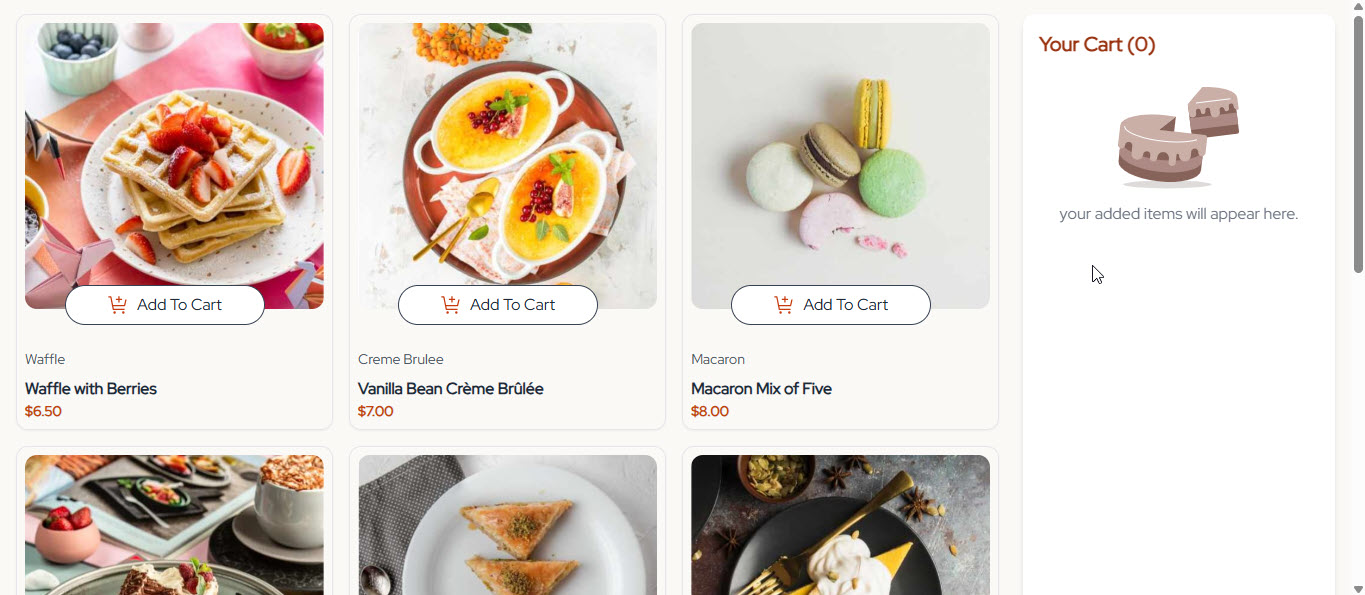 Your Cart (0)
your added items will appear here.
Add To Cart
Waffle
Waffle with Berries
$6.50
Add To Cart
Creme Brulee
Vanilla Bean Crème Brûlée
$7.00
Add To Cart
Macaron
Macaron Mix of Five
$8.00